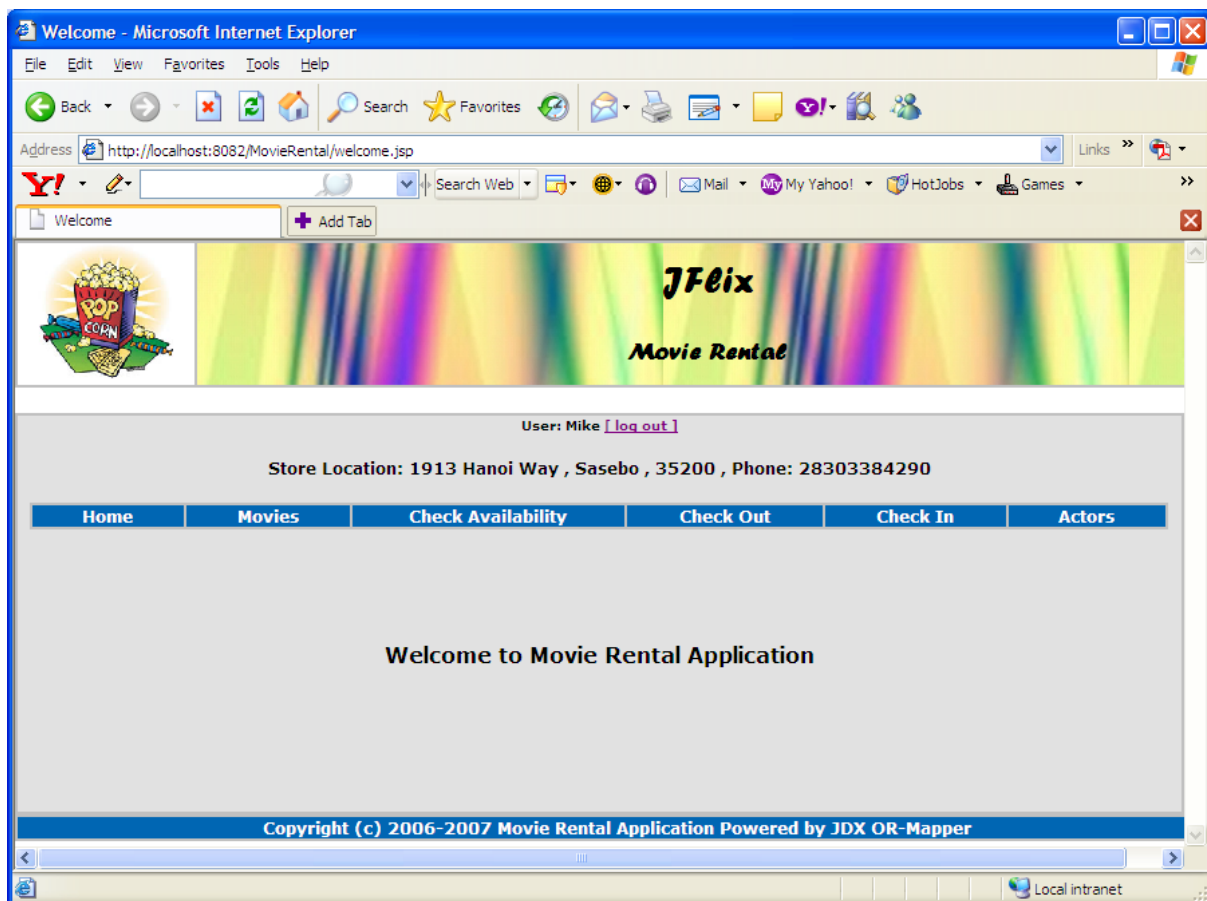 Welcome - Microsoft Internet Explorer
File Edit View Favorites Tools Help
Back Search Favorites
Address http://localhost:8082/MovieRental/welcome.jsp Links »
Y! Search Web Mail My My Yahoo! HotJobs Games »
Welcome Add Tab
POP
CORN
JFlix
Movie Rental
User: Mike [ log out ]
Store Location: 1913 Hanoi Way , Sasebo , 35200 , Phone: 28303384290
Home Movies Check Availability Check Out Check In Actors
Welcome to Movie Rental Application
Copyright (c) 2006-2007 Movie Rental Application Powered by JDX OR-Mapper
Local intranet